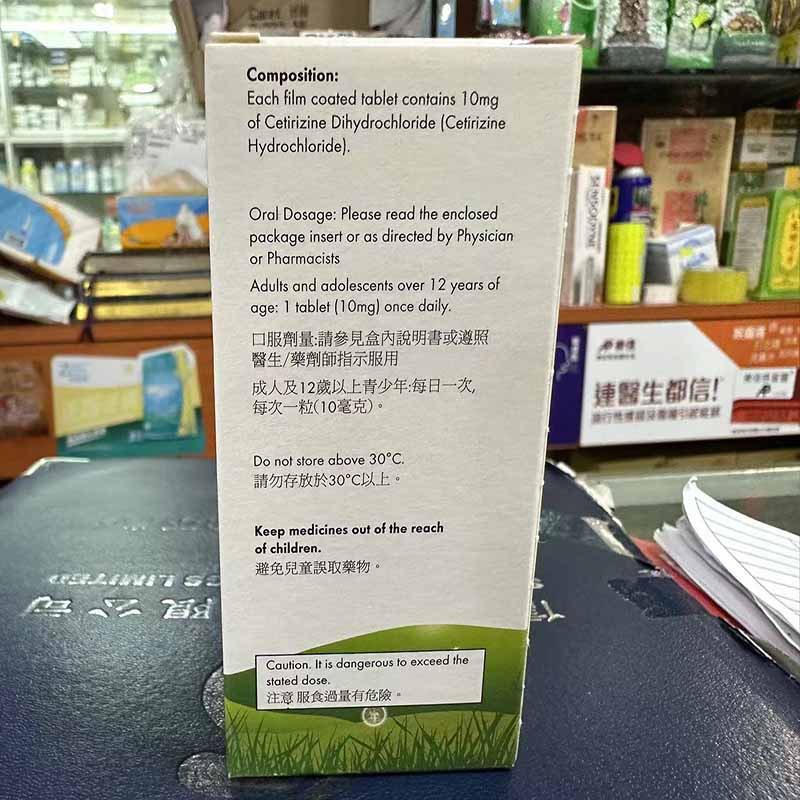 Composition:
Each film coated tablet contains 10mg
of Cetirizine Dihydrochloride (Cetirizine
Hydrochloride).
Oral Dosage: Please read the enclosed
package insert or as directed by Physician
or Pharmacists
Adults and adolescents over 12 years of
age: 1 tablet (10mg) once daily.
口服劑量:請參見盒內說明書或遵照
醫生/藥劑師指示服用
成人及12歲以上青少年:每日一次,
每次一粒(10毫克)。
Do not store above 30°C.
請勿存放於30°C以上。
Keep medicines out of the reach
of children.
避免兒童誤取藥物。
Caution. It is dangerous to exceed the
stated dose.
注意 服食過量有危險。
SENSODYNE
連醫生都信!
限公司
LIMITED